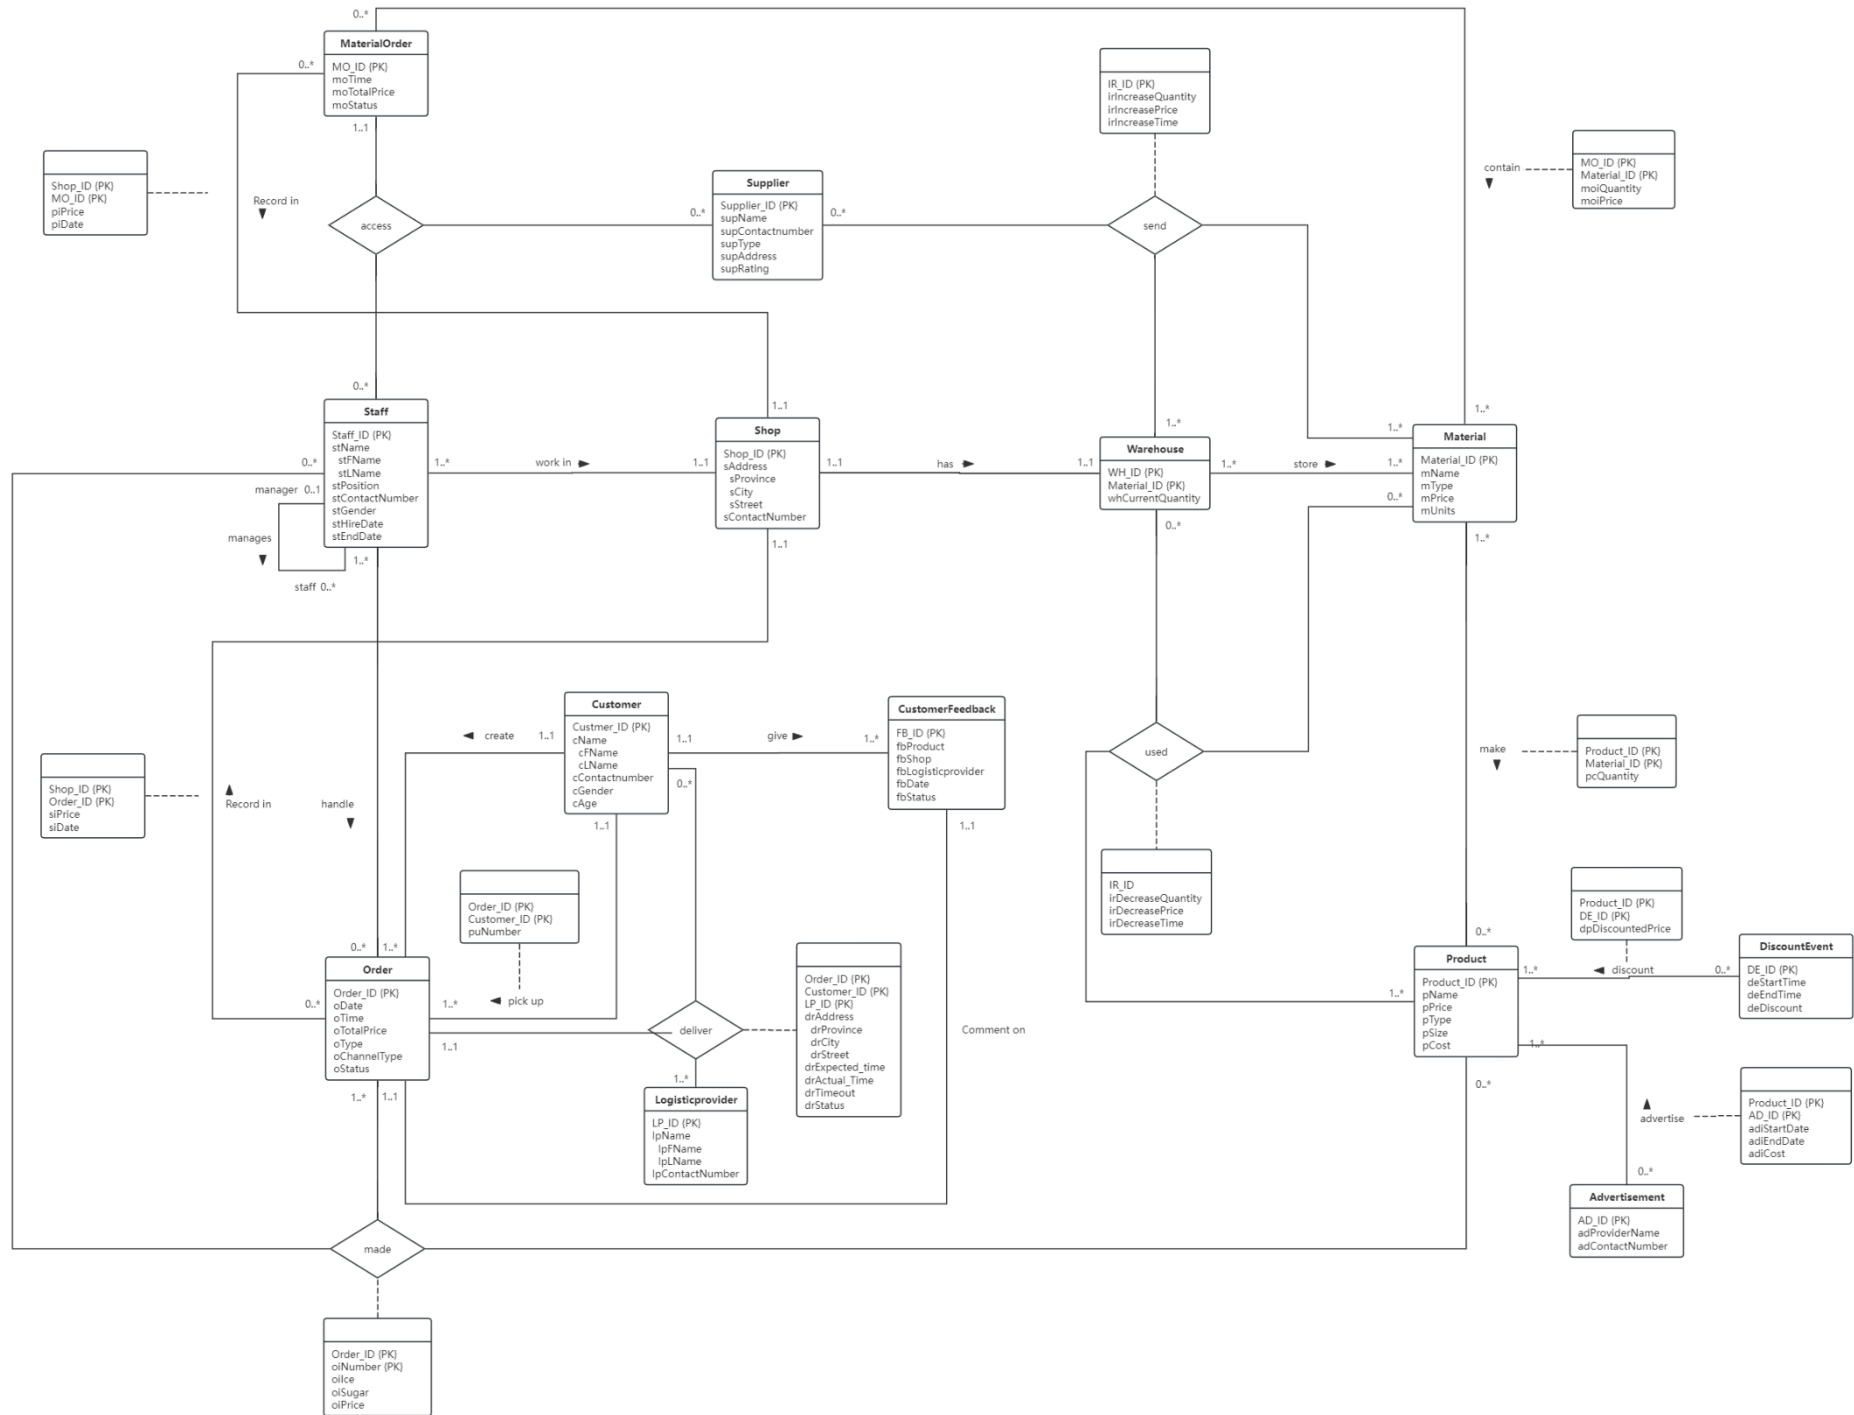 0..*
MaterialOrder
MO_ID {PK}
moTime
moTotalPrice
moStatus
0..*
1..1
Shop_ID {PK}
MO_ID {PK}
piPrice
piDate
Record in
access
Supplier
Supplier_ID {PK}
supName
supContactnumber
supType
supAddress
supRating
0..*
0..*
IR_ID {PK}
irIncreaseQuantity
irIncreasePrice
irIncreaseTime
send
contain
MO_ID {PK}
Material_ID {PK}
moiQuantity
moiPrice
0..*
Staff
Staff_ID {PK}
stName
stFName
stLName
stPosition
stContactNumber
stGender
stHireDate
stEndDate
0..*
manager 0..1
manages
staff 0..*
1..*
1..*
work in
1..1
1..1
Shop
Shop_ID {PK}
sAddress
sProvince
sCity
sStreet
sContactNumber
1..1
has
1..1
1..1
1..*
Warehouse
WH_ID {PK}
Material_ID {PK}
whCurrentQuantity
0..*
1..*
store
1..*
1..*
1..*
0..*
Material
Material_ID {PK}
mName
mType
mPrice
mUnits
1..*
create
1..1
Customer
Custmer_ID {PK}
cName
cFName
cLName
cContactnumber
cGender
cAge
1..1
give
1..*
0..*
1..1
CustomerFeedback
FB_ID {PK}
fbProduct
fbShop
fbLogisticprovider
fbDate
fbStatus
1..1
used
make
Product_ID {PK}
Material_ID {PK}
pcQuantity
Shop_ID {PK}
Order_ID {PK}
siPrice
siDate
Record in
handle
Order_ID {PK}
Customer_ID {PK}
puNumber
pick up
IR_ID
irDecreaseQuantity
irDecreasePrice
irDecreaseTime
Product_ID {PK}
DE_ID {PK}
dpDiscountedPrice
0..*
1..*
Order
Order_ID {PK}
oDate
oTime
oTotalPrice
oType
oChannelType
oStatus
0..*
1..*
1..1
1..*
1..1
deliver
1..*
Order_ID {PK}
Customer_ID {PK}
LP_ID {PK}
drAddress
drProvince
drCity
drStreet
drExpected_time
drActual_Time
drTimeout
drStatus
Comment on
Logisticprovider
LP_ID {PK}
lpName
lpFName
lpLName
lpContactNumber
0..*
Product
Product_ID {PK}
pName
pPrice
pType
pSize
pCost
1..*
1..*
discount
0..*
1..*
0..*
DiscountEvent
DE_ID {PK}
deStartTime
deEndTime
deDiscount
advertise
Product_ID {PK}
AD_ID {PK}
adiStartDate
adiEndDate
adiCost
0..*
Advertisement
AD_ID {PK}
adProviderName
adContactNumber
made
Order_ID {PK}
oiNumber {PK}
oiIce
oiSugar
oiPrice